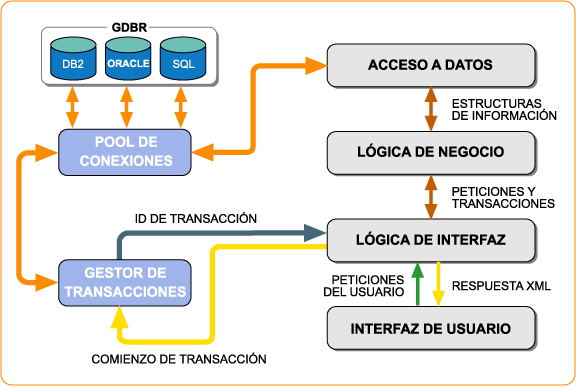 GDBR
DB2
ORACLE
SQL
POOL DE
CONEXIONES
ACCESO A DATOS
ESTRUCTURAS
DE INFORMACIÓN
LÓGICA DE NEGOCIO
PETICIONES Y
TRANSACCIONES
ID DE TRANSACCIÓN
LÓGICA DE INTERFAZ
GESTOR DE
TRANSACCIONES
PETICIONES
DEL USUARIO
RESPUESTA XML
INTERFAZ DE USUARIO
COMIENZO DE TRANSACCIÓN